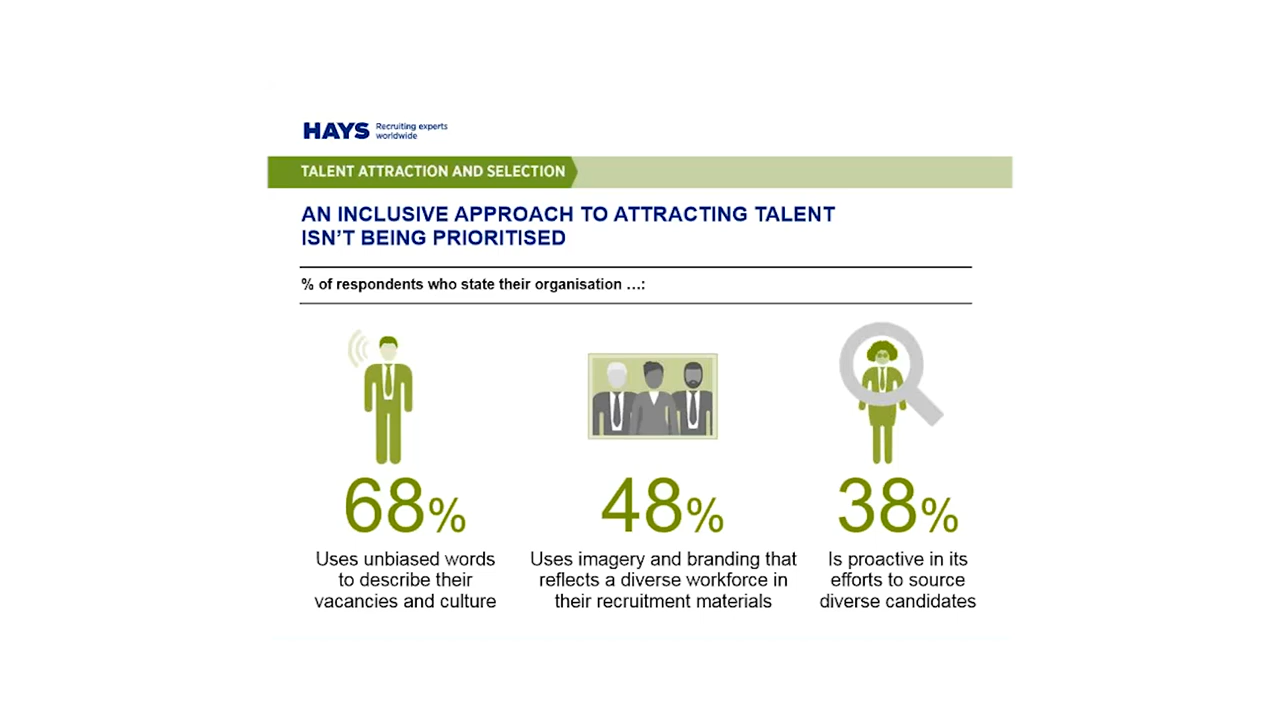 HAYS Recruiting experts
worldwide
TALENT ATTRACTION AND SELECTION
AN INCLUSIVE APPROACH TO ATTRACTING TALENT
ISN'T BEING PRIORITISED
% of respondents who state their organisation ...:
68%
Uses unbiased words
to describe their
vacancies and culture
48%
Uses imagery and branding that
reflects a diverse workforce in
their recruitment materials
38%
Is proactive in its
efforts to source
diverse candidates